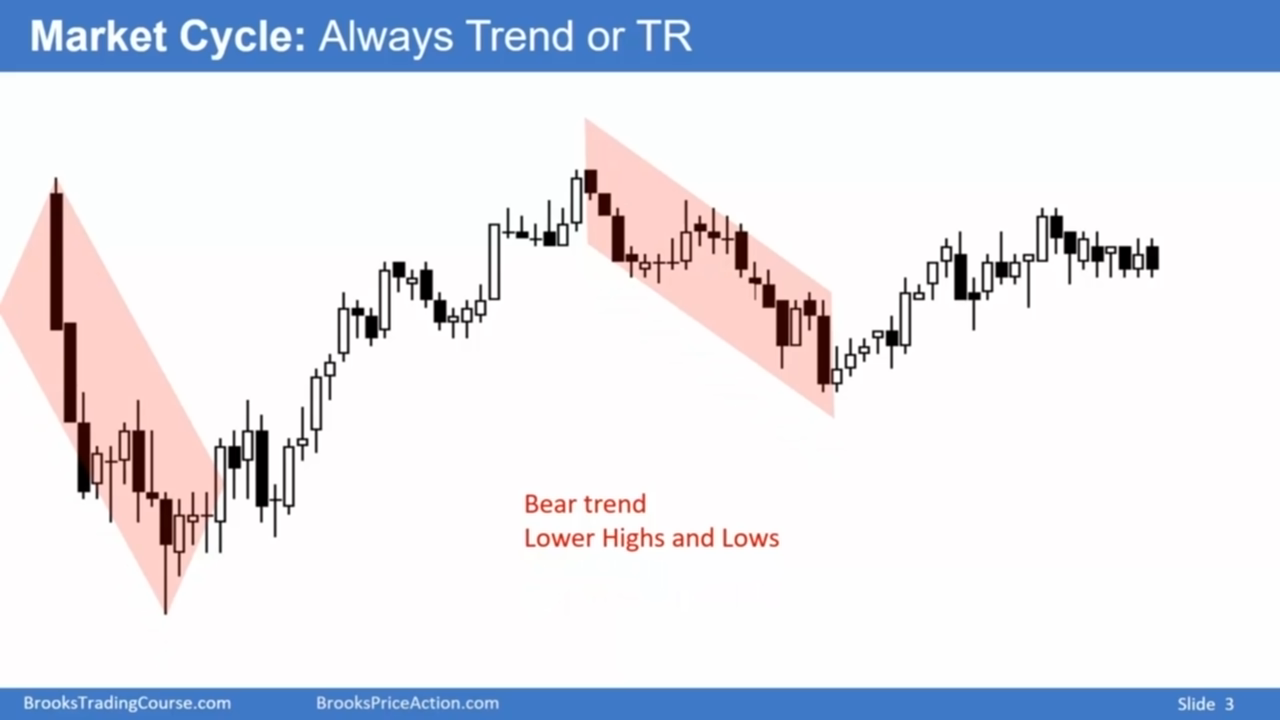 Market Cycle: Always Trend or TR
Bear trend
Lower Highs and Lows
BrooksTradingCourse.com
BrooksPriceAction.com
Slide 3